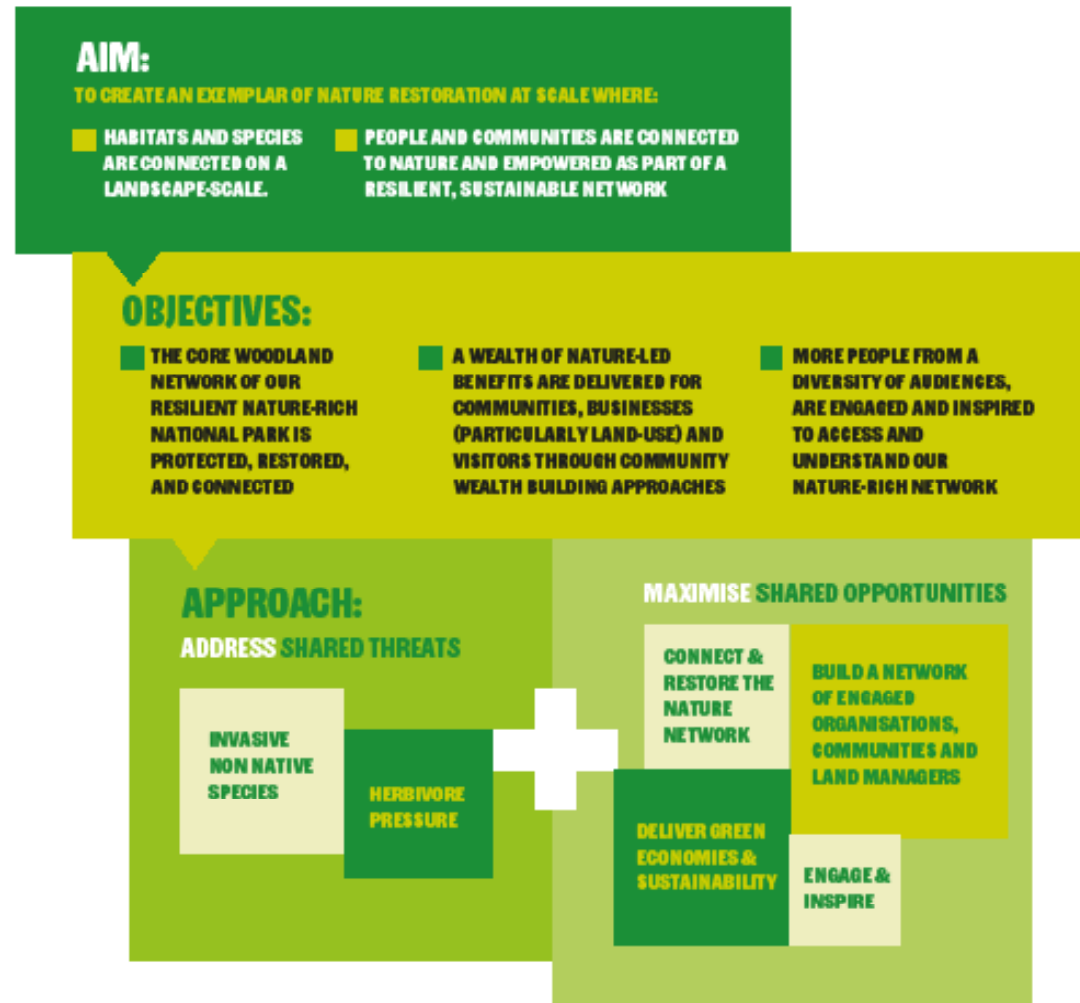 AIM:
TO CREATE AN EXEMPLAR OF NATURE RESTORATION AT SCALE WHERE:
HABITATS AND SPECIES
ARE CONNECTED ON A
LANDSCAPE-SCALE.
PEOPLE AND COMMUNITIES ARE CONNECTED
TO NATURE AND EMPOWERED AS PART OF A
RESILIENT, SUSTAINABLE NETWORK
OBJECTIVES:
THE CORE WOODLAND
NETWORK OF OUR
RESILIENT NATURE-RICH
NATIONAL PARK IS
PROTECTED, RESTORED,
AND CONNECTED
A WEALTH OF NATURE-LED
BENEFITS ARE DELIVERED FOR
COMMUNITIES, BUSINESSES
(PARTICULARLY LAND-USE) AND
VISITORS THROUGH COMMUNITY
WEALTH BUILDING APPROACHES
MORE PEOPLE FROM A
DIVERSITY OF AUDIENCES,
ARE ENGAGED AND INSPIRED
TO ACCESS AND
UNDERSTAND OUR
NATURE-RICH NETWORK
APPROACH:
ADDRESS SHARED THREATS
INVASIVE
NON NATIVE
SPECIES
HERBIVORE
PRESSURE
MAXIMISE SHARED OPPORTUNITIES
CONNECT &
RESTORE THE
NATURE
NETWORK
BUILD A NETWORK
OF ENGAGED
ORGANISATIONS,
COMMUNITIES AND
LAND MANAGERS
DELIVER GREEN
ECONOMIES &
SUSTAINABILITY
ENGAGE &
INSPIRE